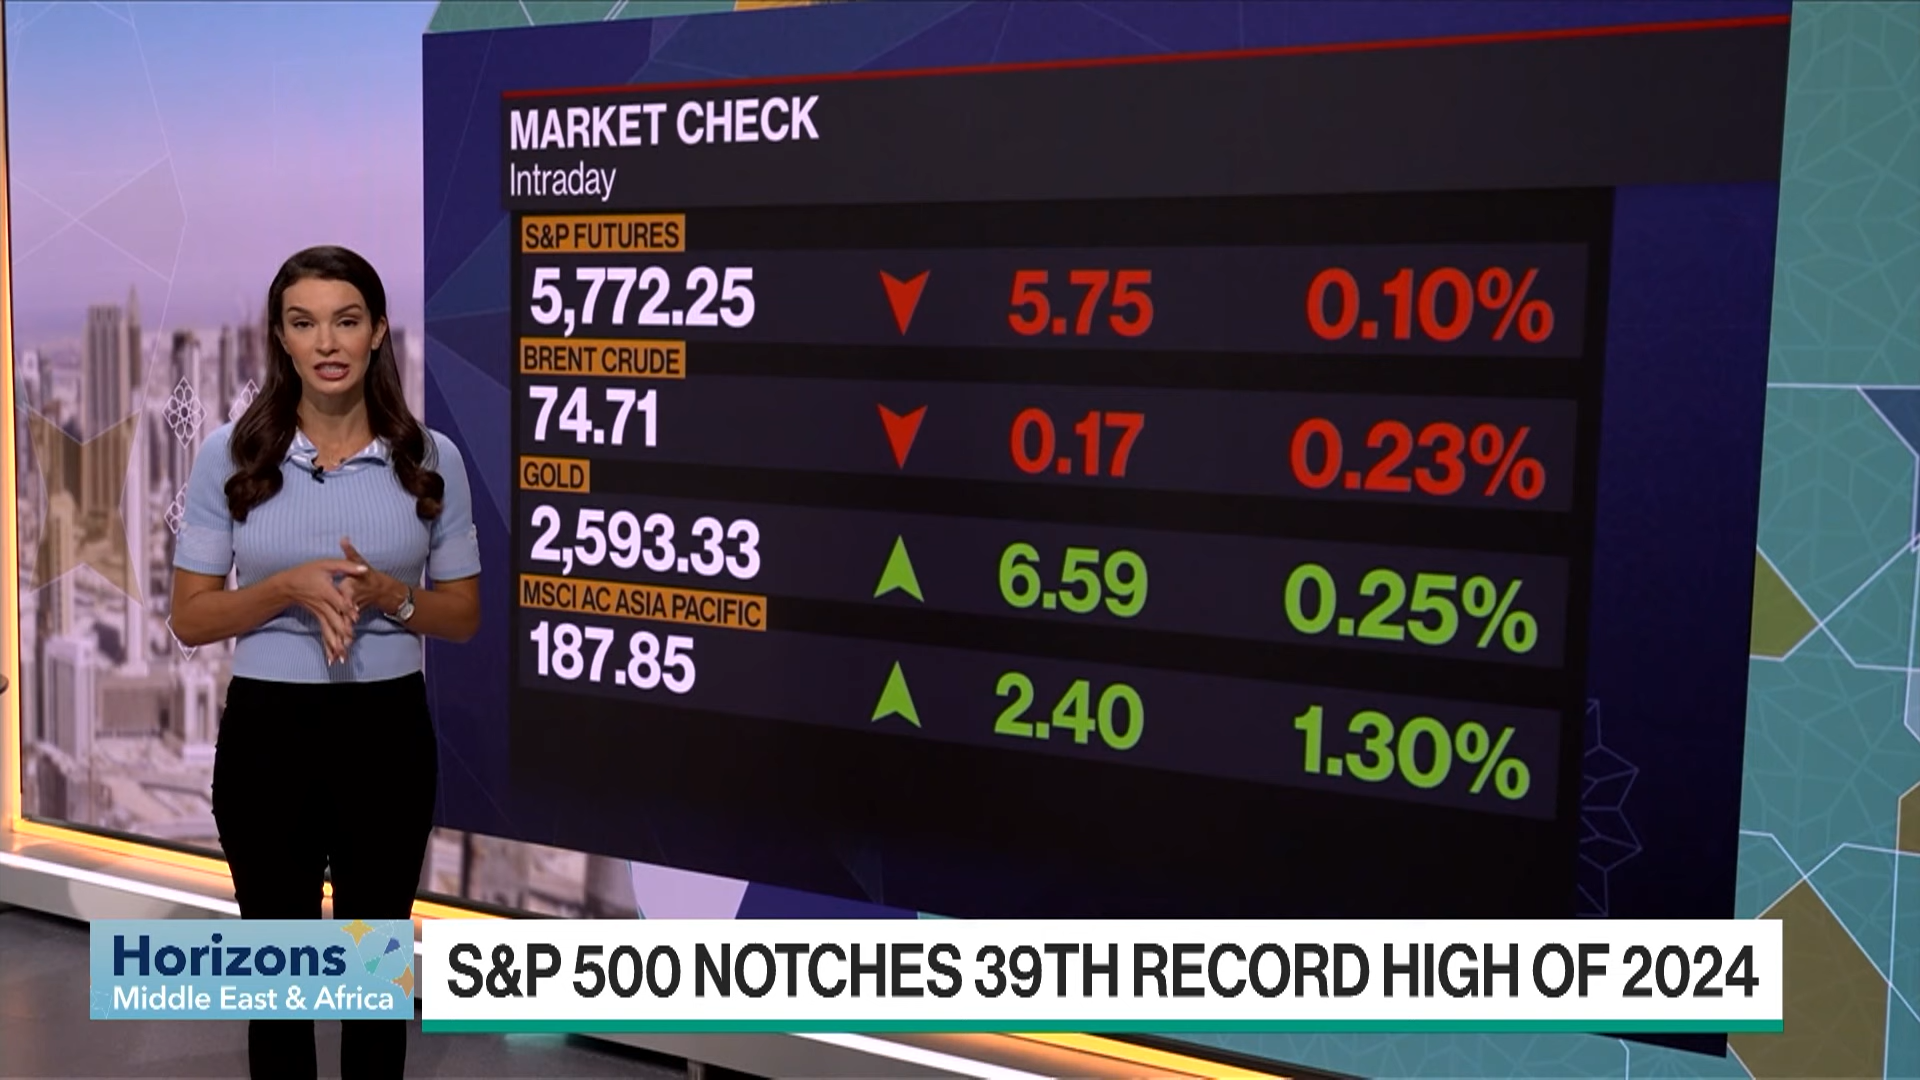 MARKET CHECK
Intraday
S&P FUTURES
5,772.25 5.75 0.10%
BRENT CRUDE
74.71 0.17 0.23%
GOLD
2,593.33 6.59 0.25%
MSCI AC ASIA PACIFIC
187.85 2.40 1.30%
Horizons
Middle East & Africa
S&P 500 NOTCHES 39TH RECORD HIGH OF 2024